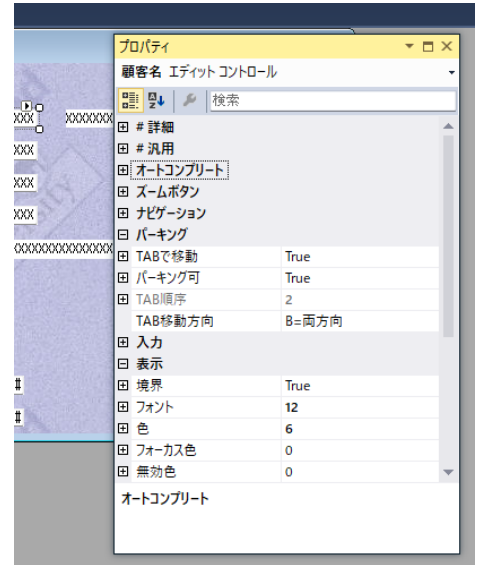 プロパティ
顧客名 エディット コントロール
検索
# 詳細
# 汎用
オートコンプリート
ズームボタン
ナビゲーション
パーキング
TABで移動 True
パーキング可 True
TAB順序 2
TAB移動方向 B=両方向
入力
表示
境界 True
フォント 12
色 6
フォーカス色 0
無効色 0
オートコンプリート
XXX XXXXXXX
XXX
XXX
XXX
XXXXXXXXXXXXXXX
#
#